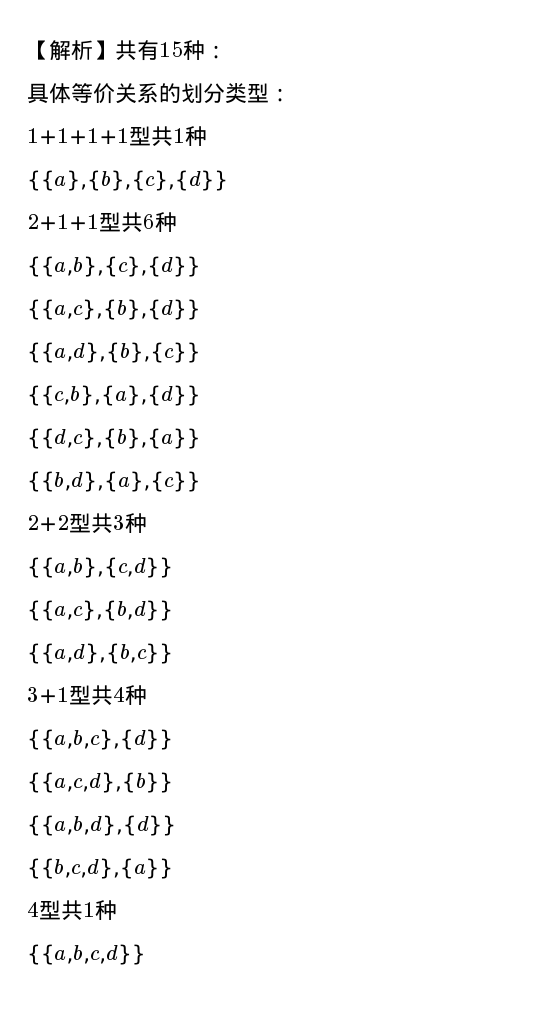 【解析】共有15种：
具体等价关系的划分类型：
1+1+1+1型共1种
{{a},{b},{c},{d}}
2+1+1型共6种
{{a,b},{c},{d}}
{{a,c},{b},{d}}
{{a,d},{b},{c}}
{{c,b},{a},{d}}
{{d,c},{b},{a}}
{{b,d},{a},{c}}
2+2型共3种
{{a,b},{c,d}}
{{a,c},{b,d}}
{{a,d},{b,c}}
3+1型共4种
{{a,b,c},{d}}
{{a,c,d},{b}}
{{a,b,d},{d}}
{{b,c,d},{a}}
4型共1种
{{a,b,c,d}}